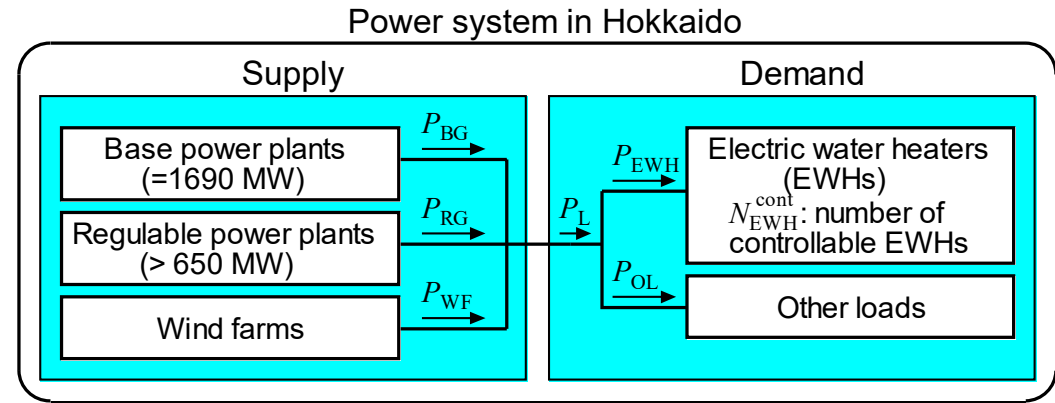 Power system in Hokkaido
Supply
Base power plants
(=1690 MW)
Regulable power plants
(> 650 MW)
Wind farms
P_BG
P_RG
P_WF
P_L
Demand
P_EWH
P_OL
Electric water heaters
(EWHs)
N_EWH^cont: number of
controllable EWHs
Other loads